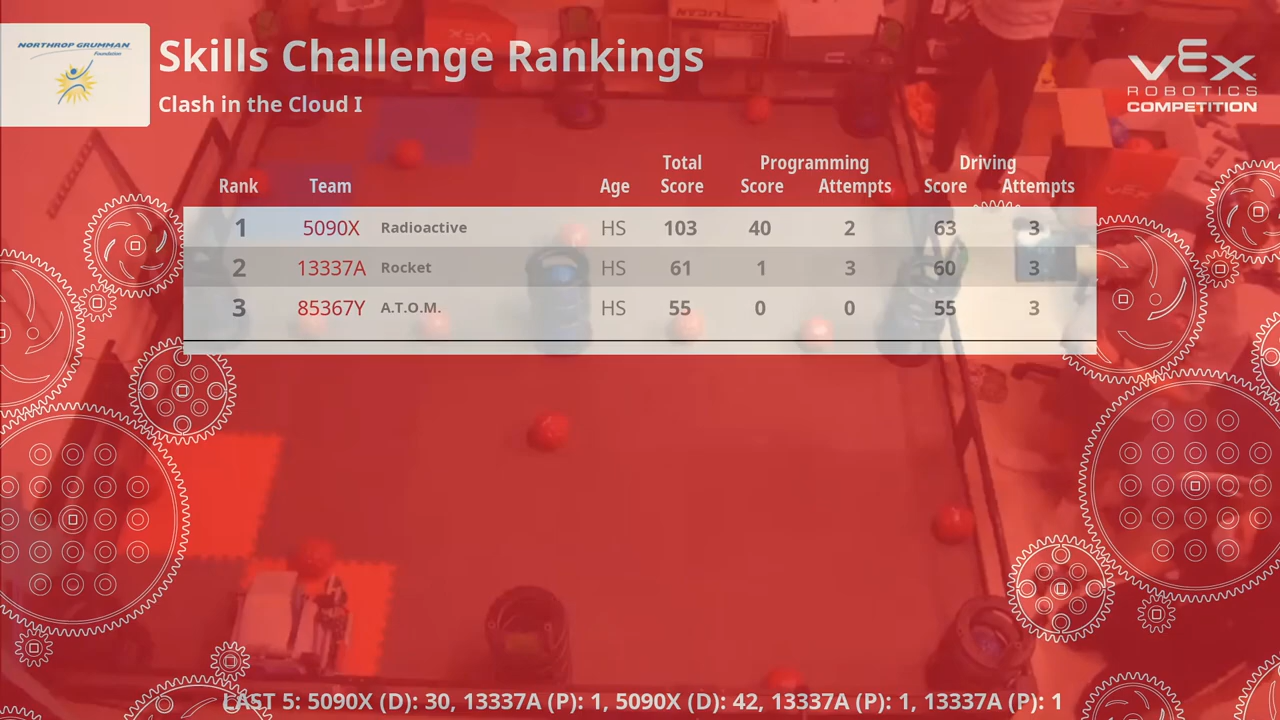 NORTHROP GRUMMAN
Foundation
Skills Challenge Rankings
Clash in the Cloud I
VEX
ROBOTICS
COMPETITION
Total Programming Driving
Rank Team Age Score Score Attempts Score Attempts
1 5090X Radioactive HS 103 40 2 63 3
2 13337A Rocket HS 61 1 3 60 3
3 85367Y A.T.O.M. HS 55 0 0 55 3
LAST 5: 5090X (D): 30, 13337A (P): 1, 5090X (D): 42, 13337A (P): 1, 13337A (P): 1